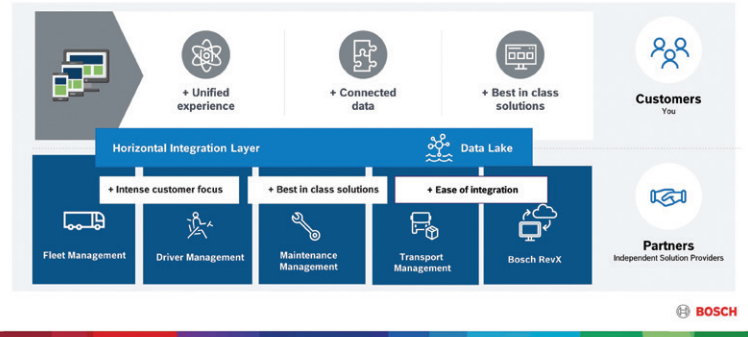 + Unified
experience
+ Connected
data
+ Best in class
solutions
Customers
You
Horizontal Integration Layer
Data Lake
+ Intense customer focus
+ Best in class solutions
+ Ease of integration
Fleet Management
Driver Management
Maintenance
Management
Transport
Management
Bosch RevX
Partners
Independent Solution Providers
BOSCH